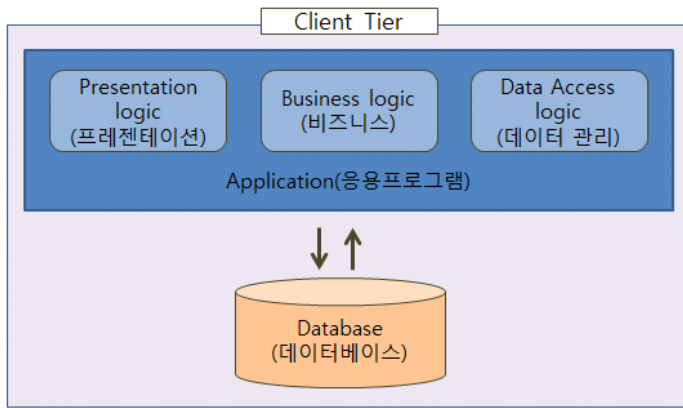 Client Tier
Presentation
logic
(프레젠테이션)
Business logic
(비즈니스)
Data Access
logic
(데이터 관리)
Application(응용프로그램)
Database
(데이터베이스)